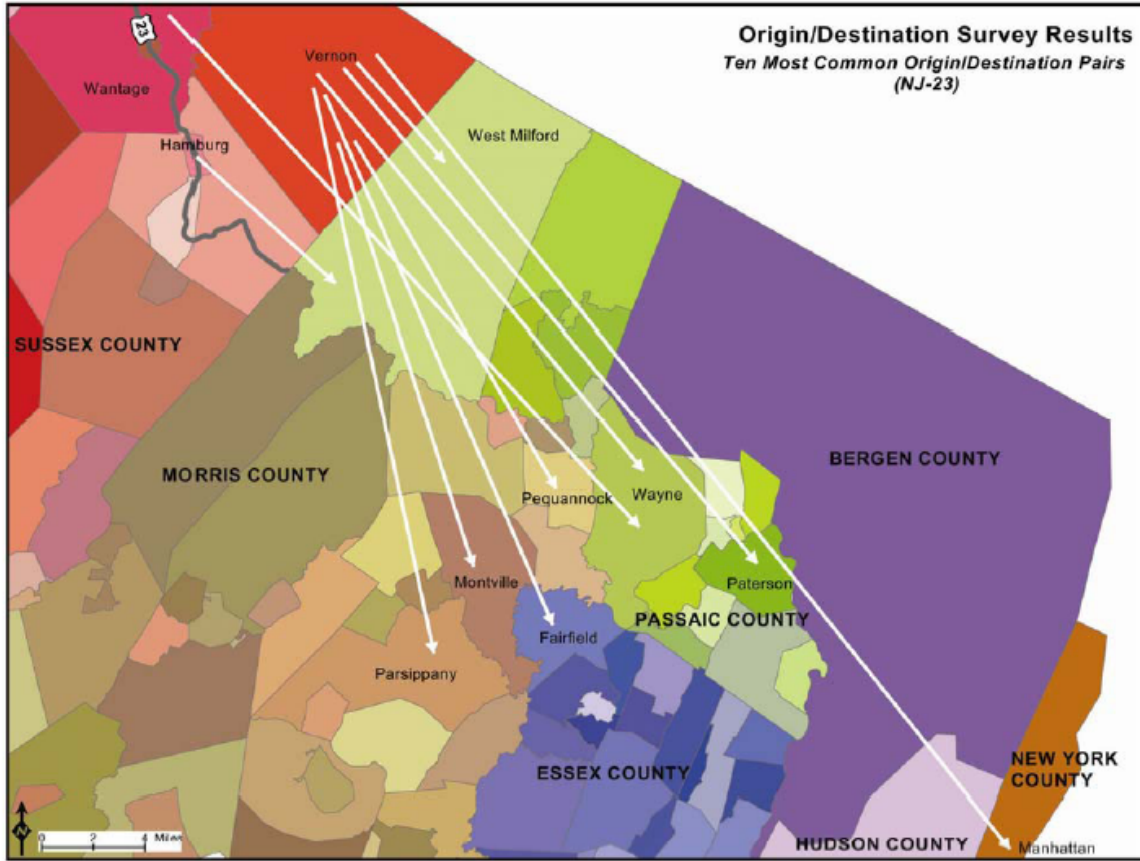 Origin/Destination Survey Results
Ten Most Common Origin/Destination Pairs
(NJ-23)
23
Vernon
Wantage
West Milford
Hamburg
SUSSEX COUNTY
MORRIS COUNTY
BERGEN COUNTY
Pequannock
Wayne
Montville
Paterson
PASSAIC COUNTY
Fairfield
Parsippany
ESSEX COUNTY
NEW YORK
COUNTY
HUDSON COUNTY
Manhattan
N
0 2 4 Miles